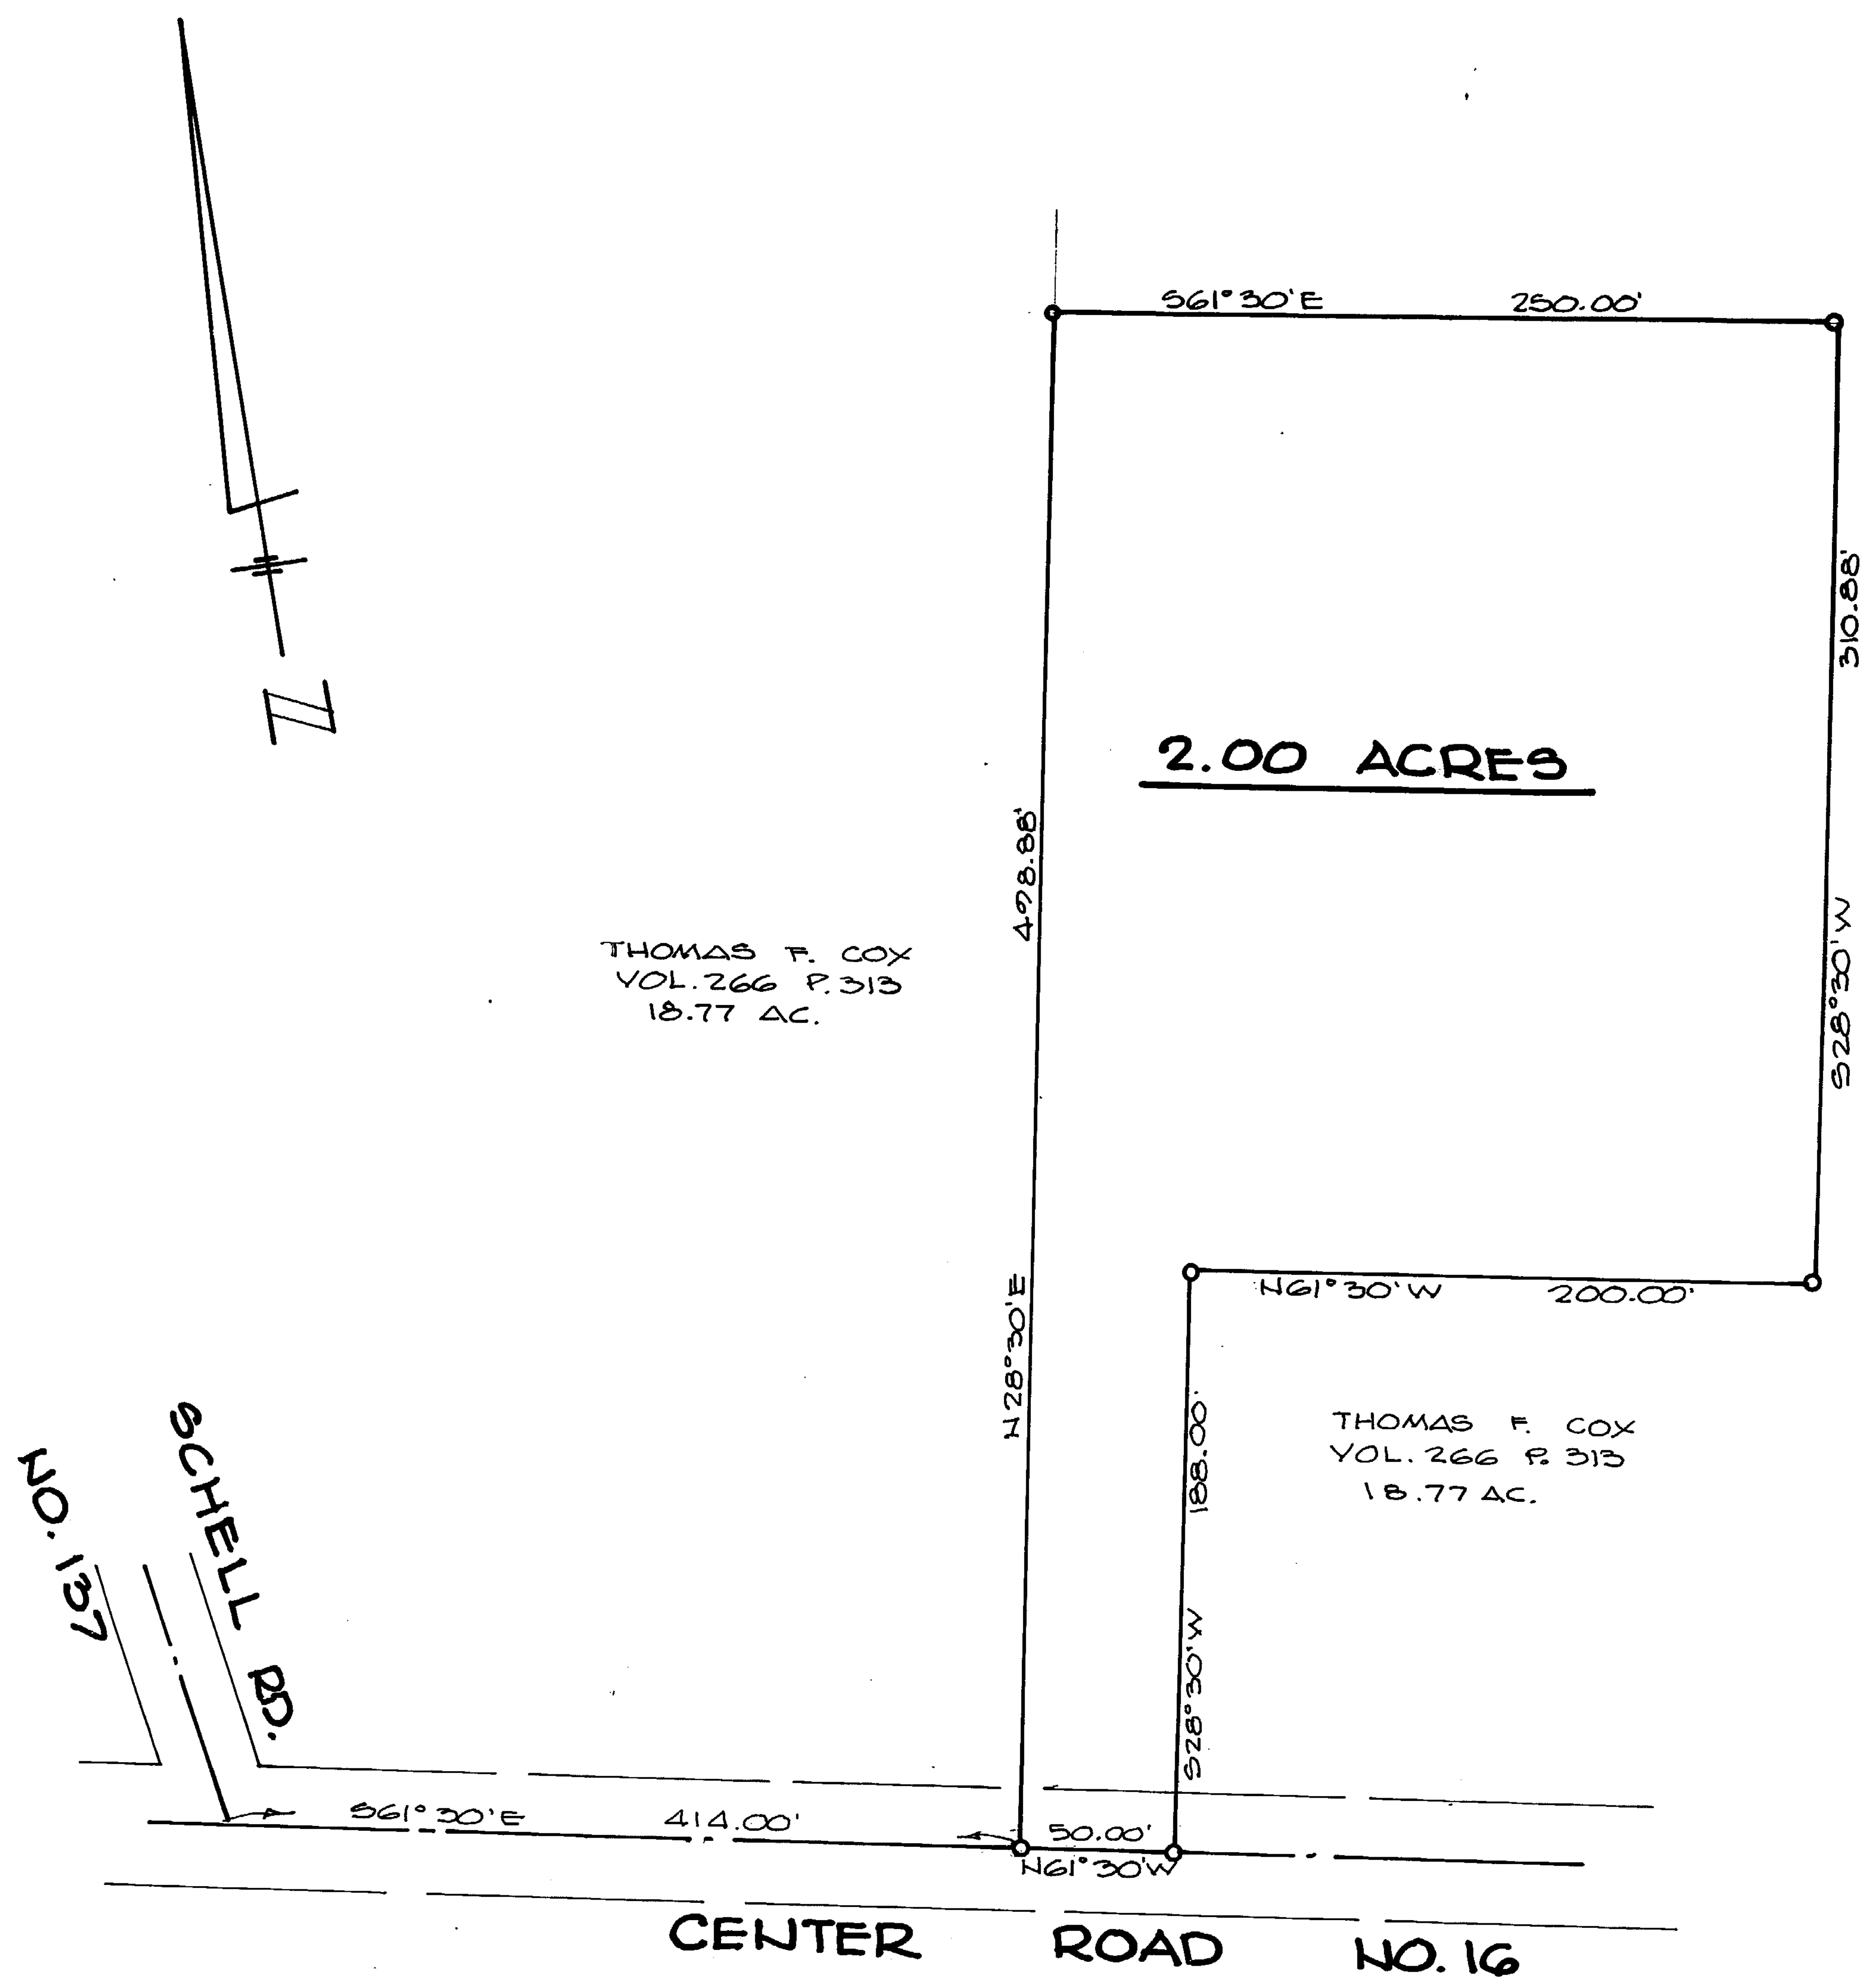 S61°30'E 250.00'
310.88'
S28°30'W
N
2.00 ACRES
498.88'
N28°30'E
THOMAS F. COX
VOL. 266 P. 313
18.77 AC.
N61°30'W 200.00'
188.00'
S28°30'W
THOMAS F. COX
VOL. 266 P. 313
18.77 AC.
SCHELL RD.
NO. 137
S61°30'E 414.00'
50.00'
N61°30'W
CENTER ROAD NO. 16